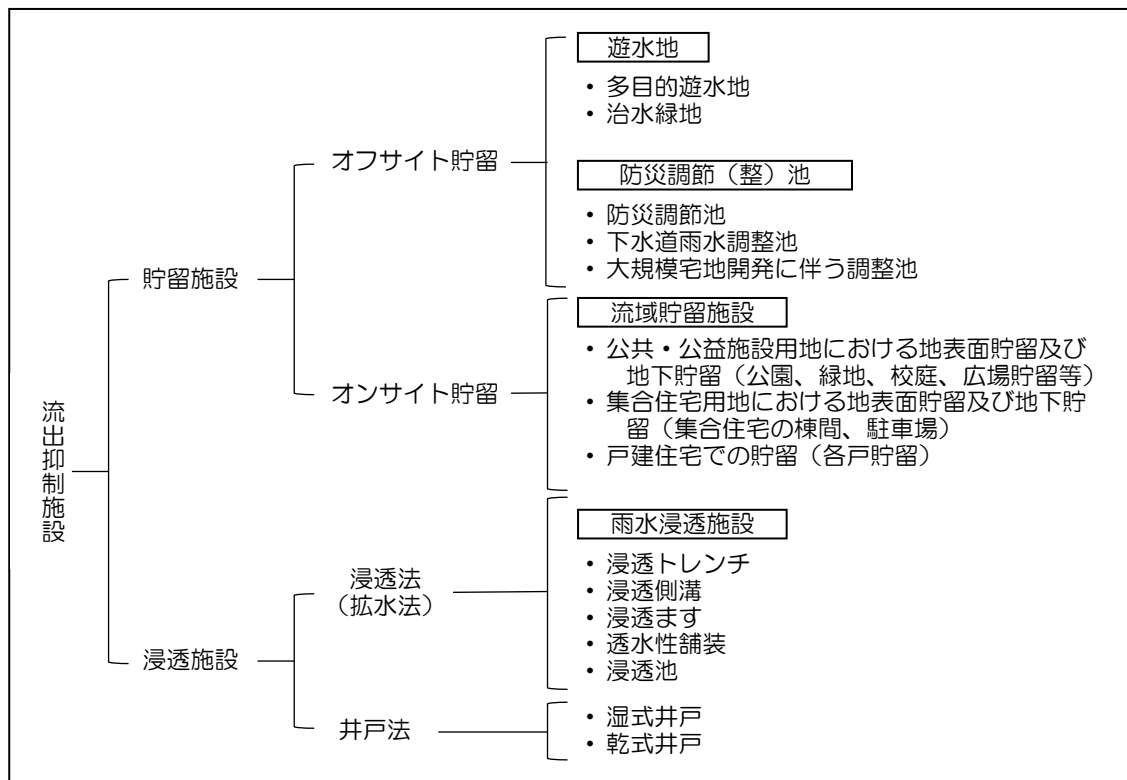 流出抑制施設
貯留施設
オフサイト貯留
遊水地
・多目的遊水地
・治水緑地
防災調節（整）池
・防災調節池
・下水道雨水調整池
・大規模宅地開発に伴う調整池
オンサイト貯留
流域貯留施設
・公共・公益施設用地における地表面貯留及び
地下貯留（公園、緑地、校庭、広場貯留等）
・集合住宅用地における地表面貯留及び地下貯
留（集合住宅の棟間、駐車場）
・戸建住宅での貯留（各戸貯留）
浸透施設
浸透法
（拡水法）
雨水浸透施設
・浸透トレンチ
・浸透側溝
・浸透ます
・透水性舗装
・浸透池
井戸法
・湿式井戸
・乾式井戸